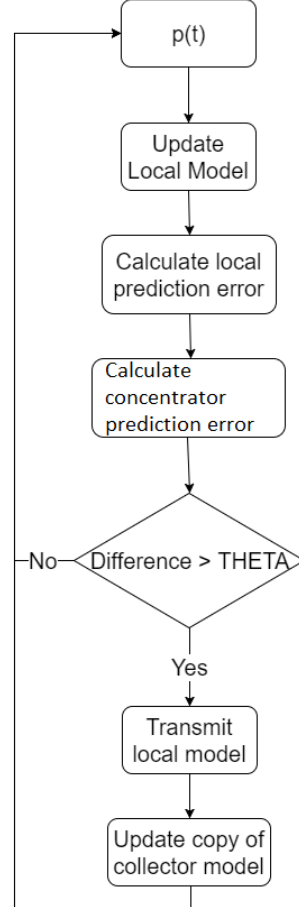 p(t)
Update
Local Model
Calculate local
prediction error
Calculate
concentrator
prediction error
No
Difference > THETA
Yes
Transmit
local model
Update copy of
collector model